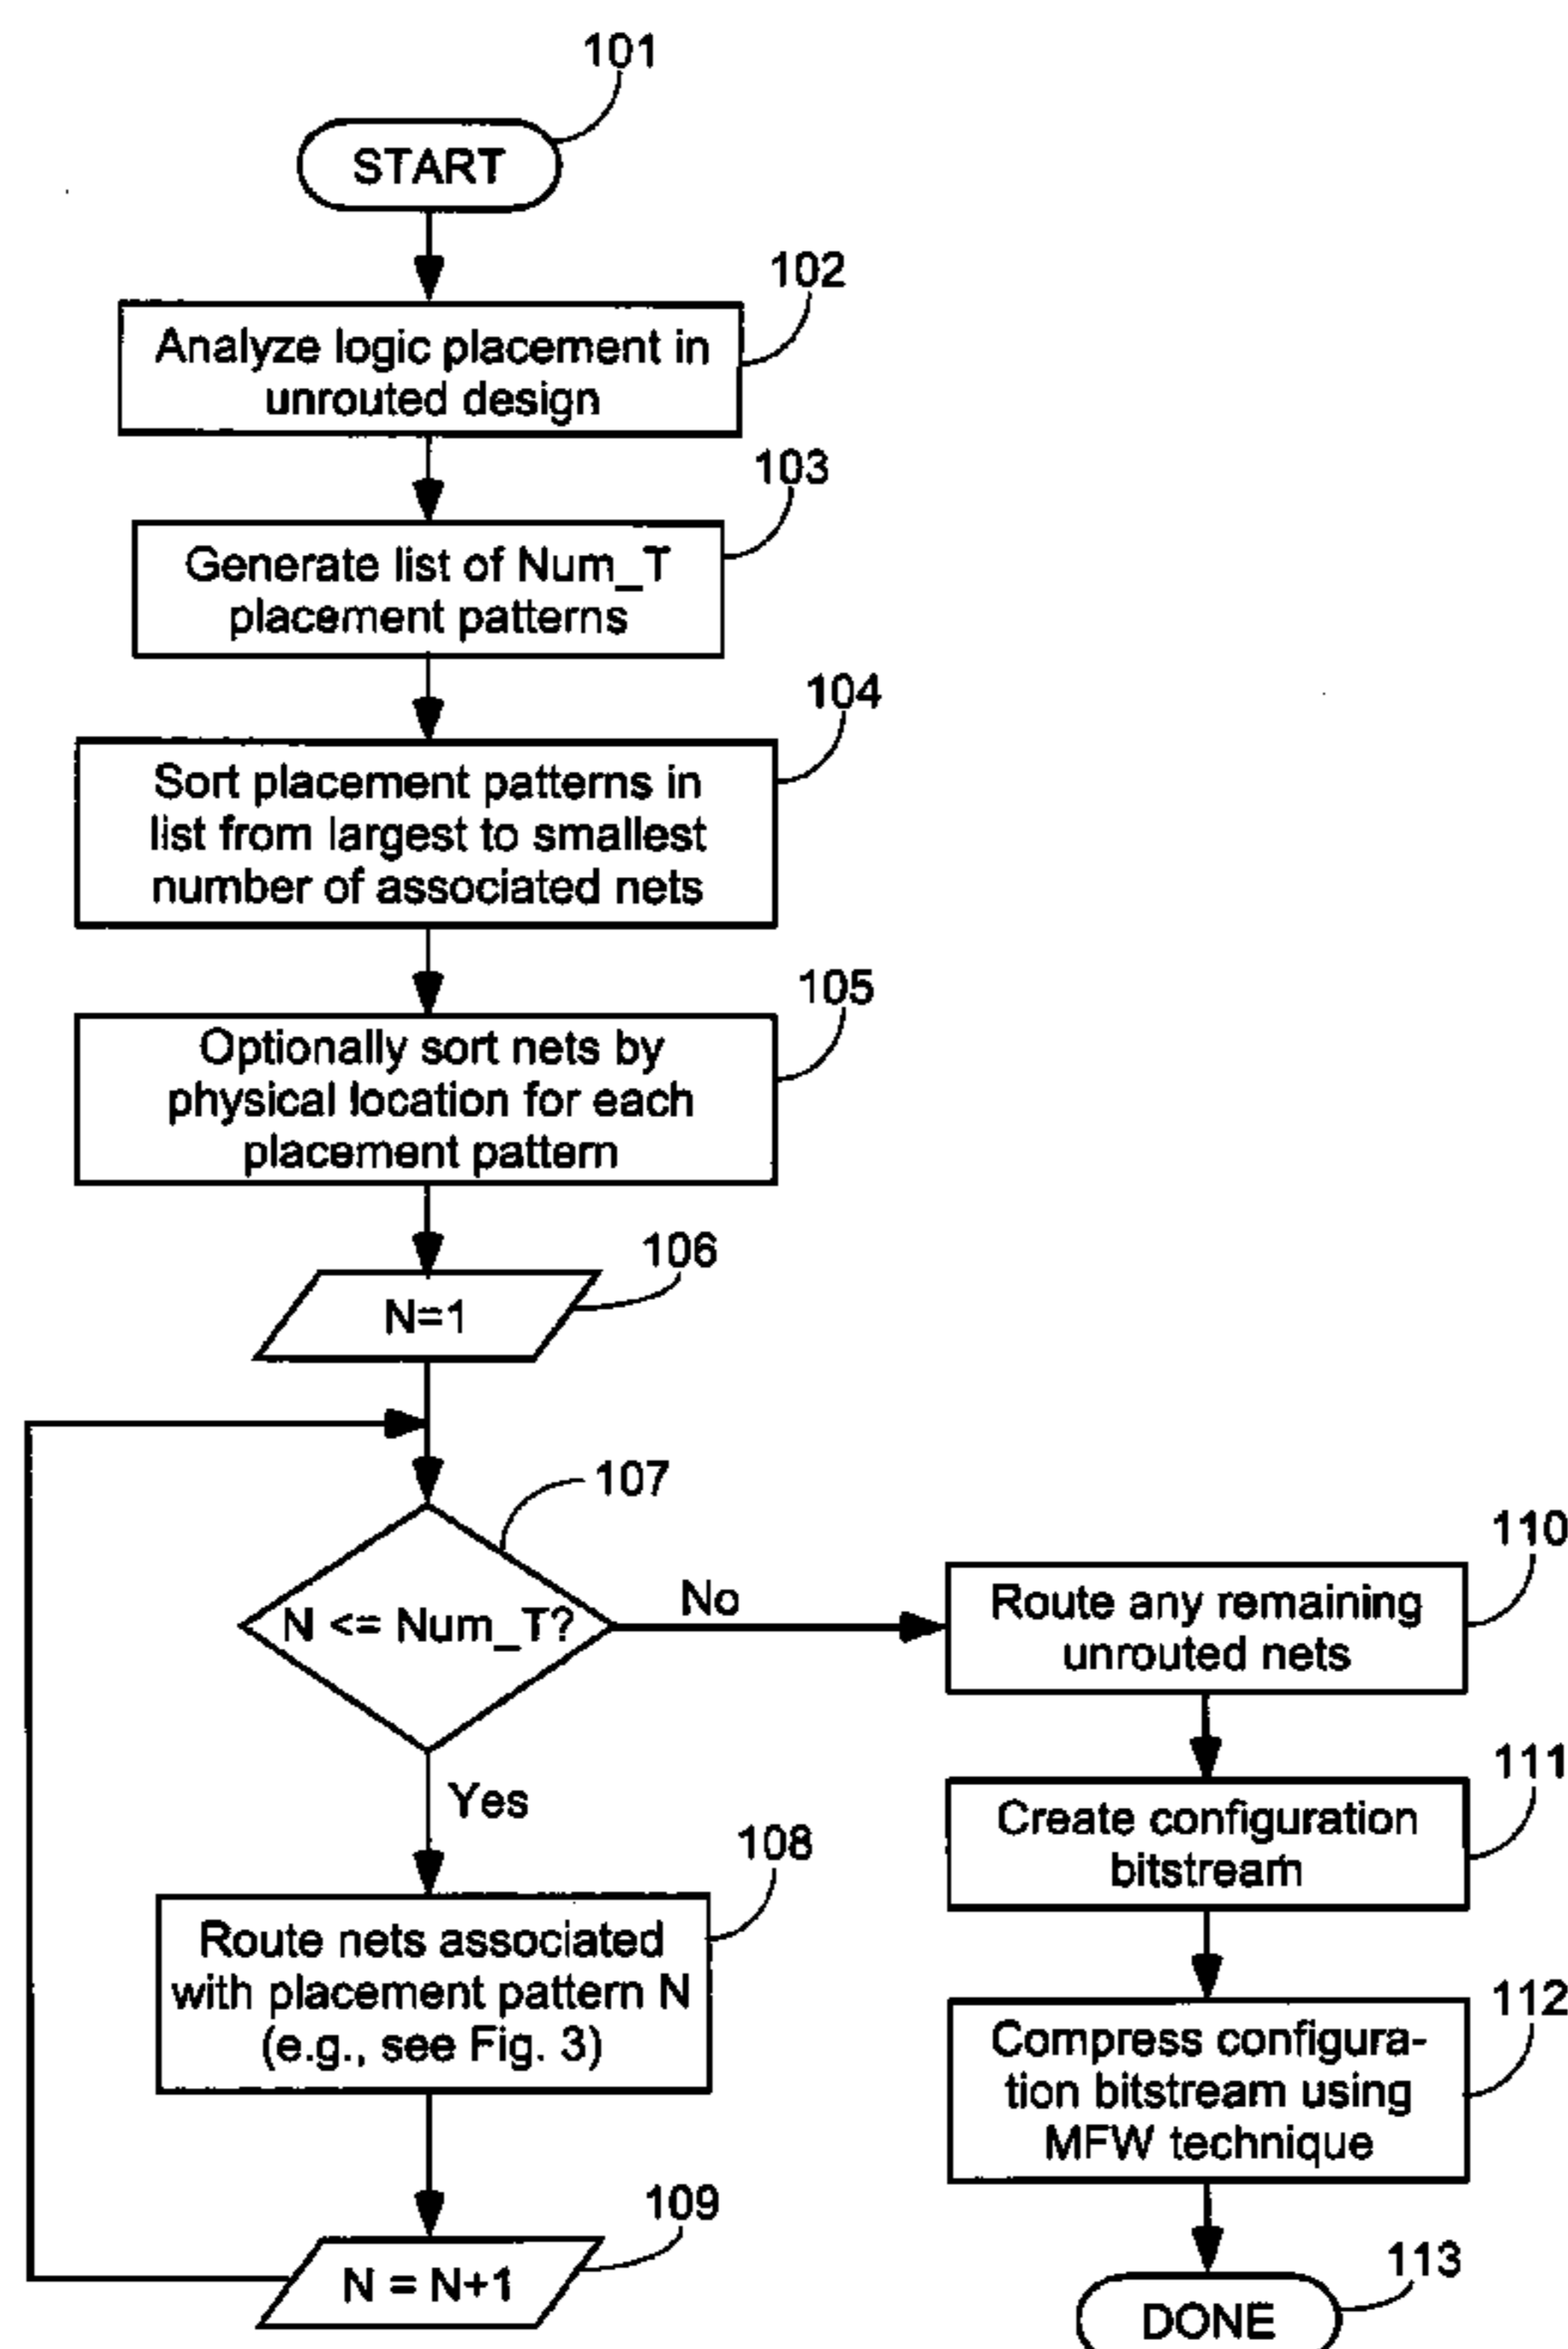 101
START
102
Analyze logic placement in
unrouted design
103
Generate list of Num_T
placement patterns
104
Sort placement patterns in
list from largest to smallest
number of associated nets
105
Optionally sort nets by
physical location for each
placement pattern
106
N=1
107
N <= Num_T?
No
Yes
108
Route nets associated
with placement pattern N
(e.g., see Fig. 3)
109
N = N+1
110
Route any remaining
unrouted nets
111
Create configuration
bitstream
112
Compress configura-
tion bitstream using
MFW technique
113
DONE